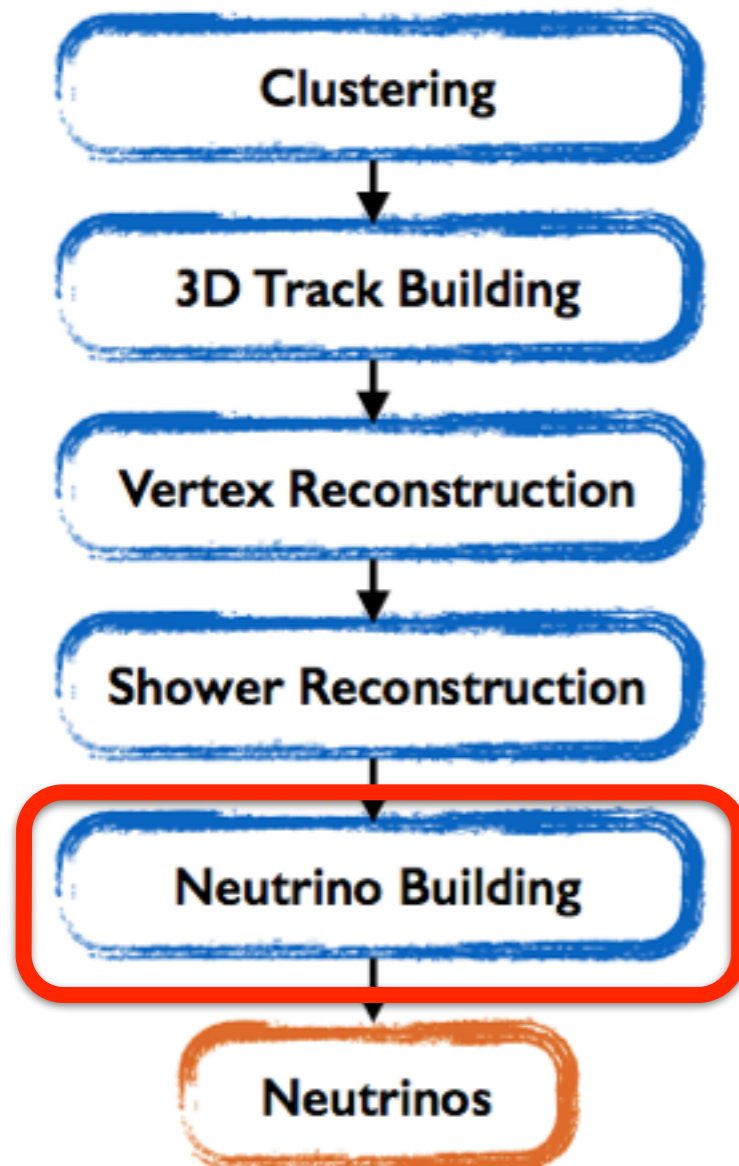 Clustering
3D Track Building
Vertex Reconstruction
Shower Reconstruction
Neutrino Building
Neutrinos